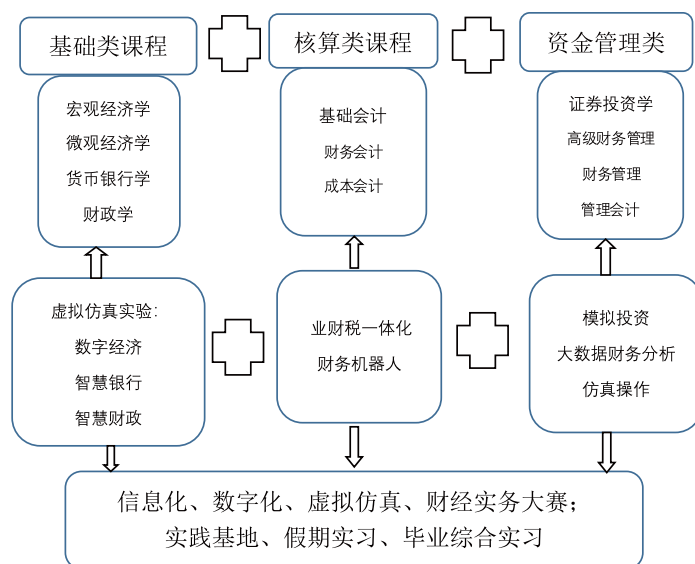 基础类课程
核算类课程
资金管理类
宏观经济学
微观经济学
货币银行学
财政学
基础会计
财务会计
成本会计
证券投资学
高级财务管理
财务管理
管理会计
虚拟仿真实验:
数字经济
智慧银行
智慧财政
业财税一体化
财务机器人
模拟投资
大数据财务分析
仿真操作
信息化、数字化、虚拟仿真、财经实务大赛；
实践基地、假期实习、毕业综合实习